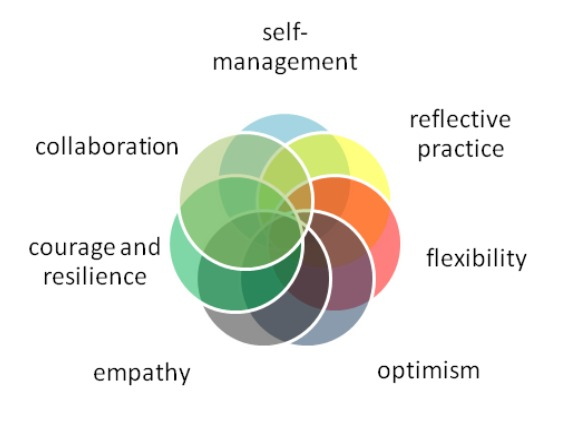 self-
management
reflective
practice
collaboration
courage and
resilience
flexibility
empathy
optimism